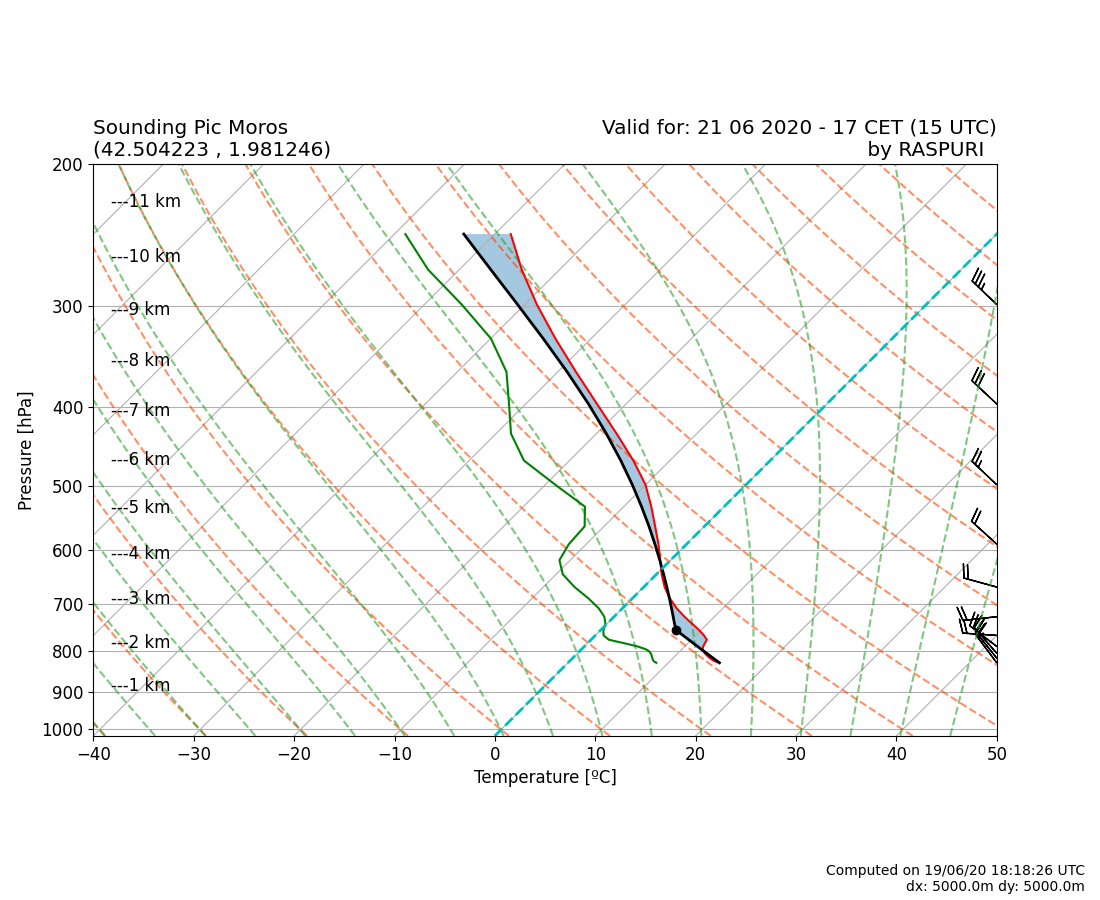 Sounding Pic Moros
(42.504223 , 1.981246)
Valid for: 21 06 2020 - 17 CET (15 UTC)
by RASPURI
200
300
400
500
600
700
800
900
1000
Pressure [hPa]
---11 km
---10 km
---9 km
---8 km
---7 km
---6 km
---5 km
---4 km
---3 km
---2 km
---1 km
−40 −30 −20 −10 0 10 20 30 40 50
Temperature [ºC]
Computed on 19/06/20 18:18:26 UTC
dx: 5000.0m dy: 5000.0m